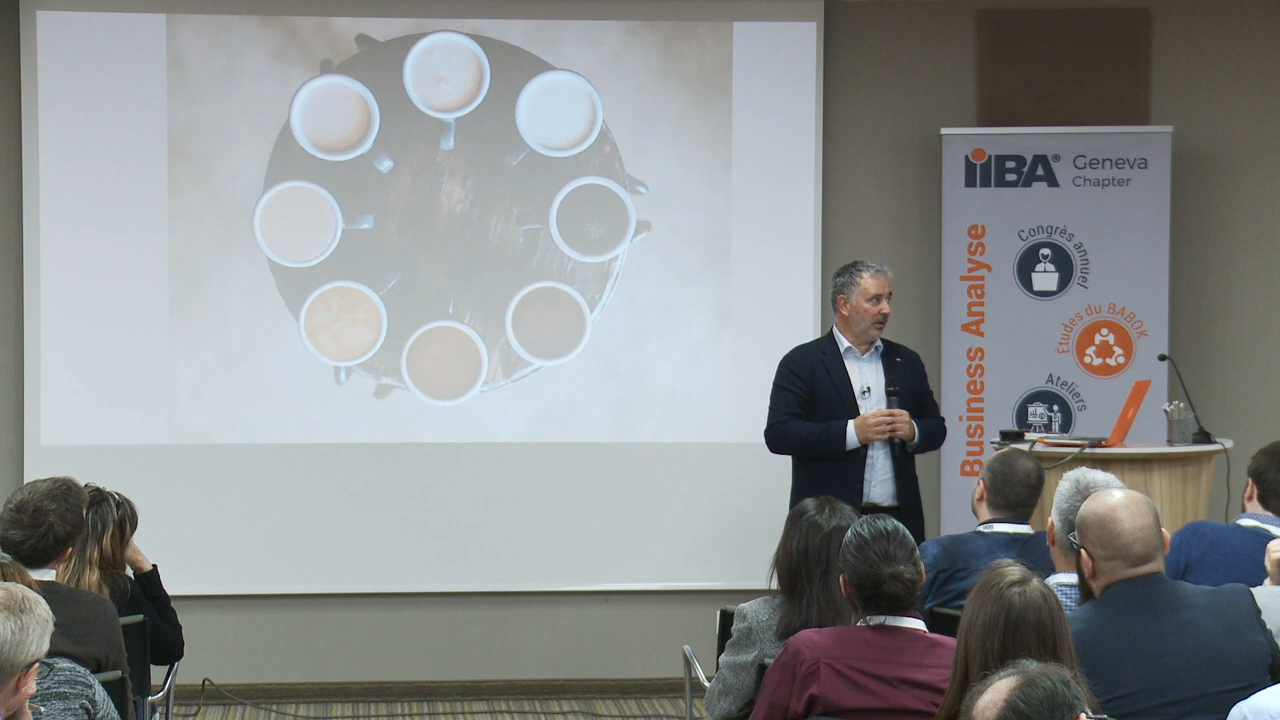 iiBA® Geneva
Chapter
Business Analyse
Congrès annuel
Études du BABOK
Ateliers